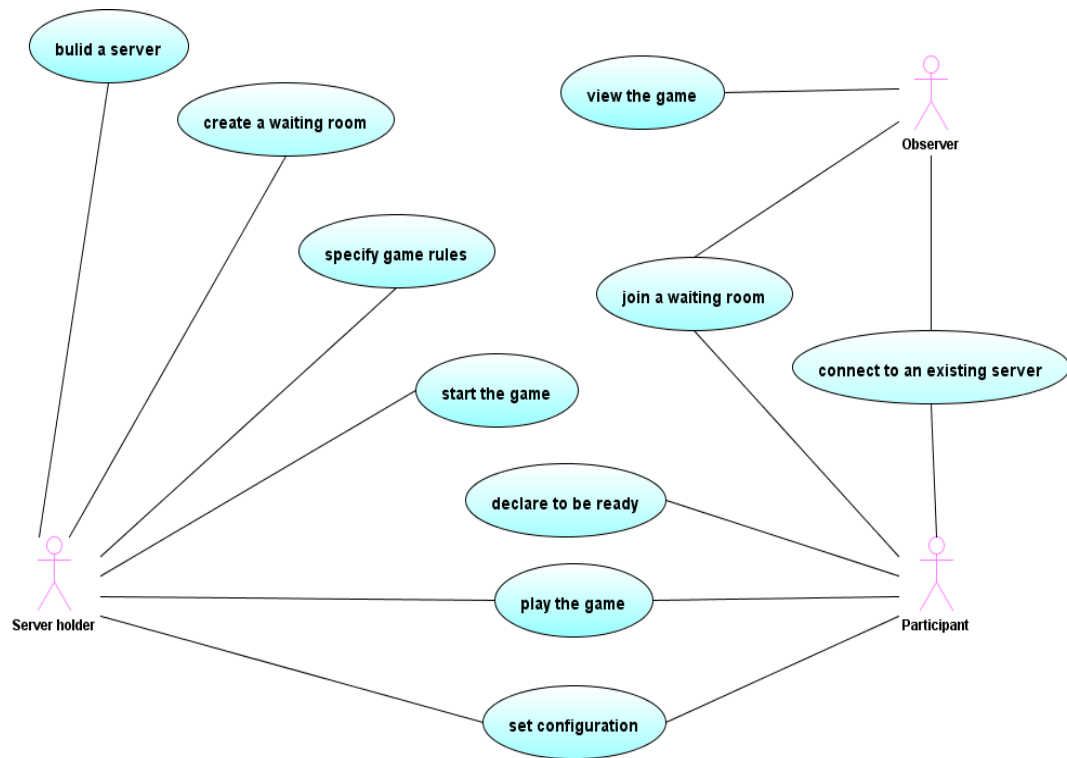 bulid a server
view the game
create a waiting room
Observer
specify game rules
join a waiting room
connect to an existing server
start the game
declare to be ready
play the game
Server holder
Participant
set configuration